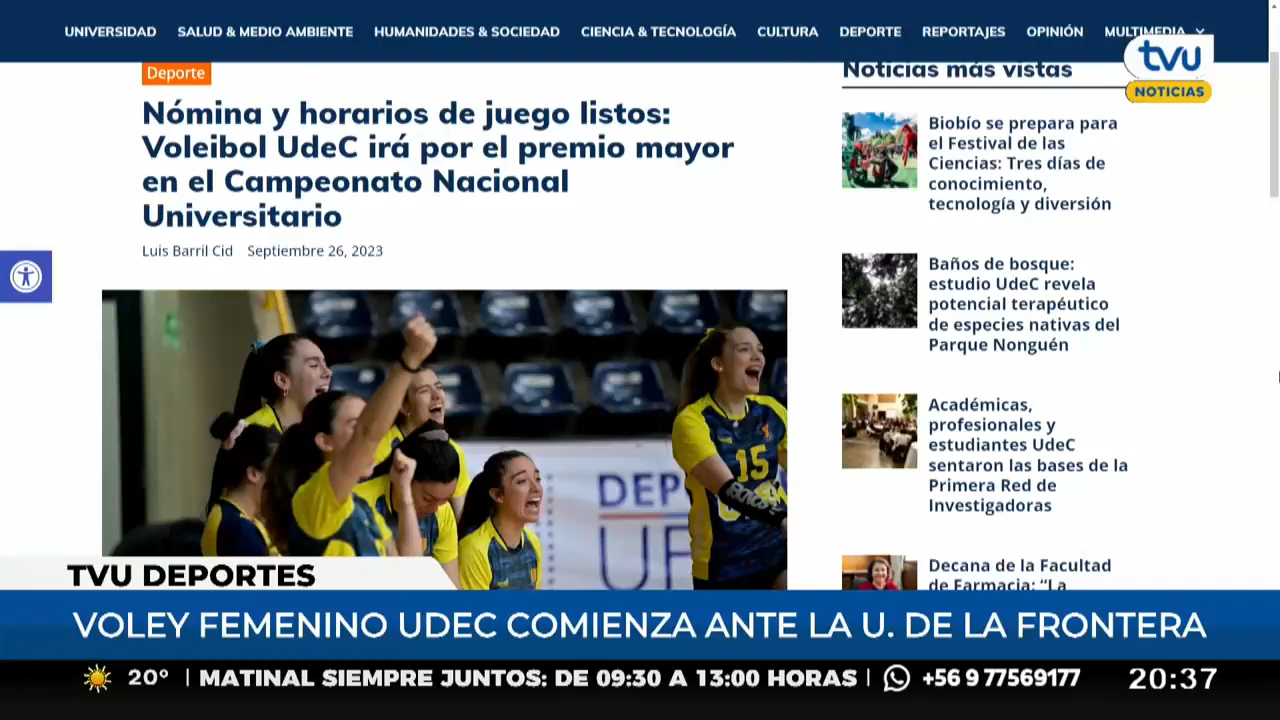 UNIVERSIDAD SALUD & MEDIO AMBIENTE HUMANIDADES & SOCIEDAD CIENCIA & TECNOLOGÍA CULTURA DEPORTE REPORTAJES OPINIÓN MULTIMEDIA
tvu
NOTICIAS
Deporte
Nómina y horarios de juego listos:
Voleibol UdeC irá por el premio mayor
en el Campeonato Nacional
Universitario
Luis Barril Cid Septiembre 26, 2023
15
DEP
UF
Noticias más vistas
Biobío se prepara para
el Festival de las
Ciencias: Tres días de
conocimiento,
tecnología y diversión
Baños de bosque:
estudio UdeC revela
potencial terapéutico
de especies nativas del
Parque Nonguén
Académicas,
profesionales y
estudiantes UdeC
sentaron las bases de la
Primera Red de
Investigadoras
Decana de la Facultad
de Farmacia: “La
TVU DEPORTES
VOLEY FEMENINO UDEC COMIENZA ANTE LA U. DE LA FRONTERA
20° | MATINAL SIEMPRE JUNTOS: DE 09:30 A 13:00 HORAS | +56 9 77569177 20:37